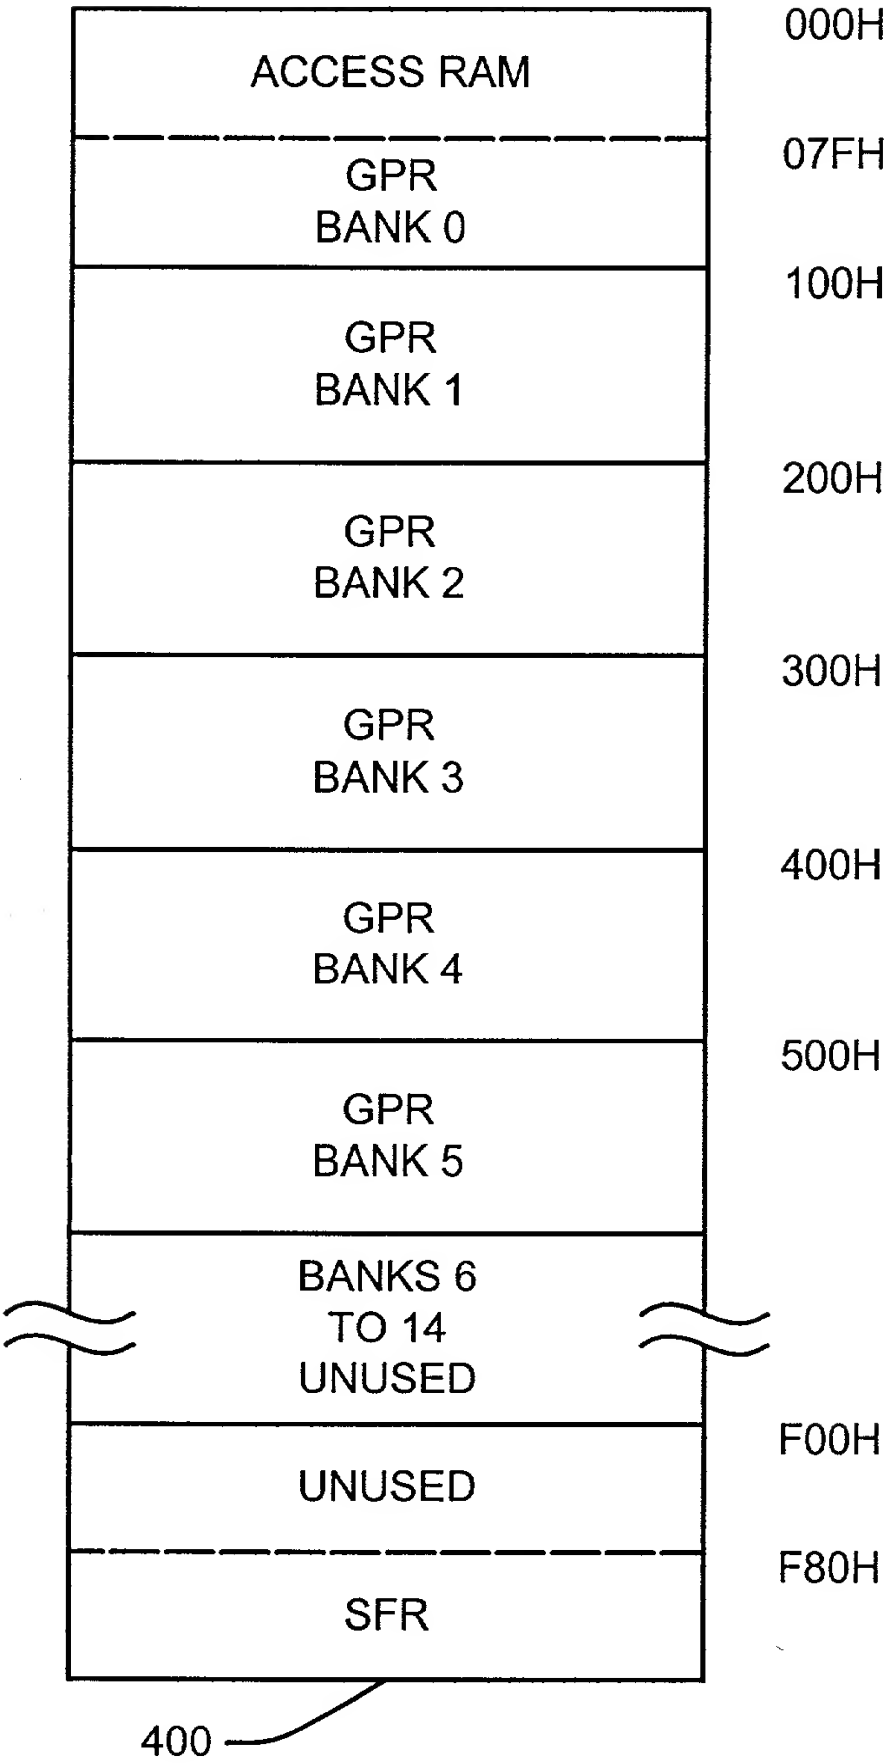 000H
ACCESS RAM
07FH
GPR
BANK 0
100H
GPR
BANK 1
200H
GPR
BANK 2
300H
GPR
BANK 3
400H
GPR
BANK 4
500H
GPR
BANK 5
BANKS 6
TO 14
UNUSED
F00H
UNUSED
F80H
SFR
400